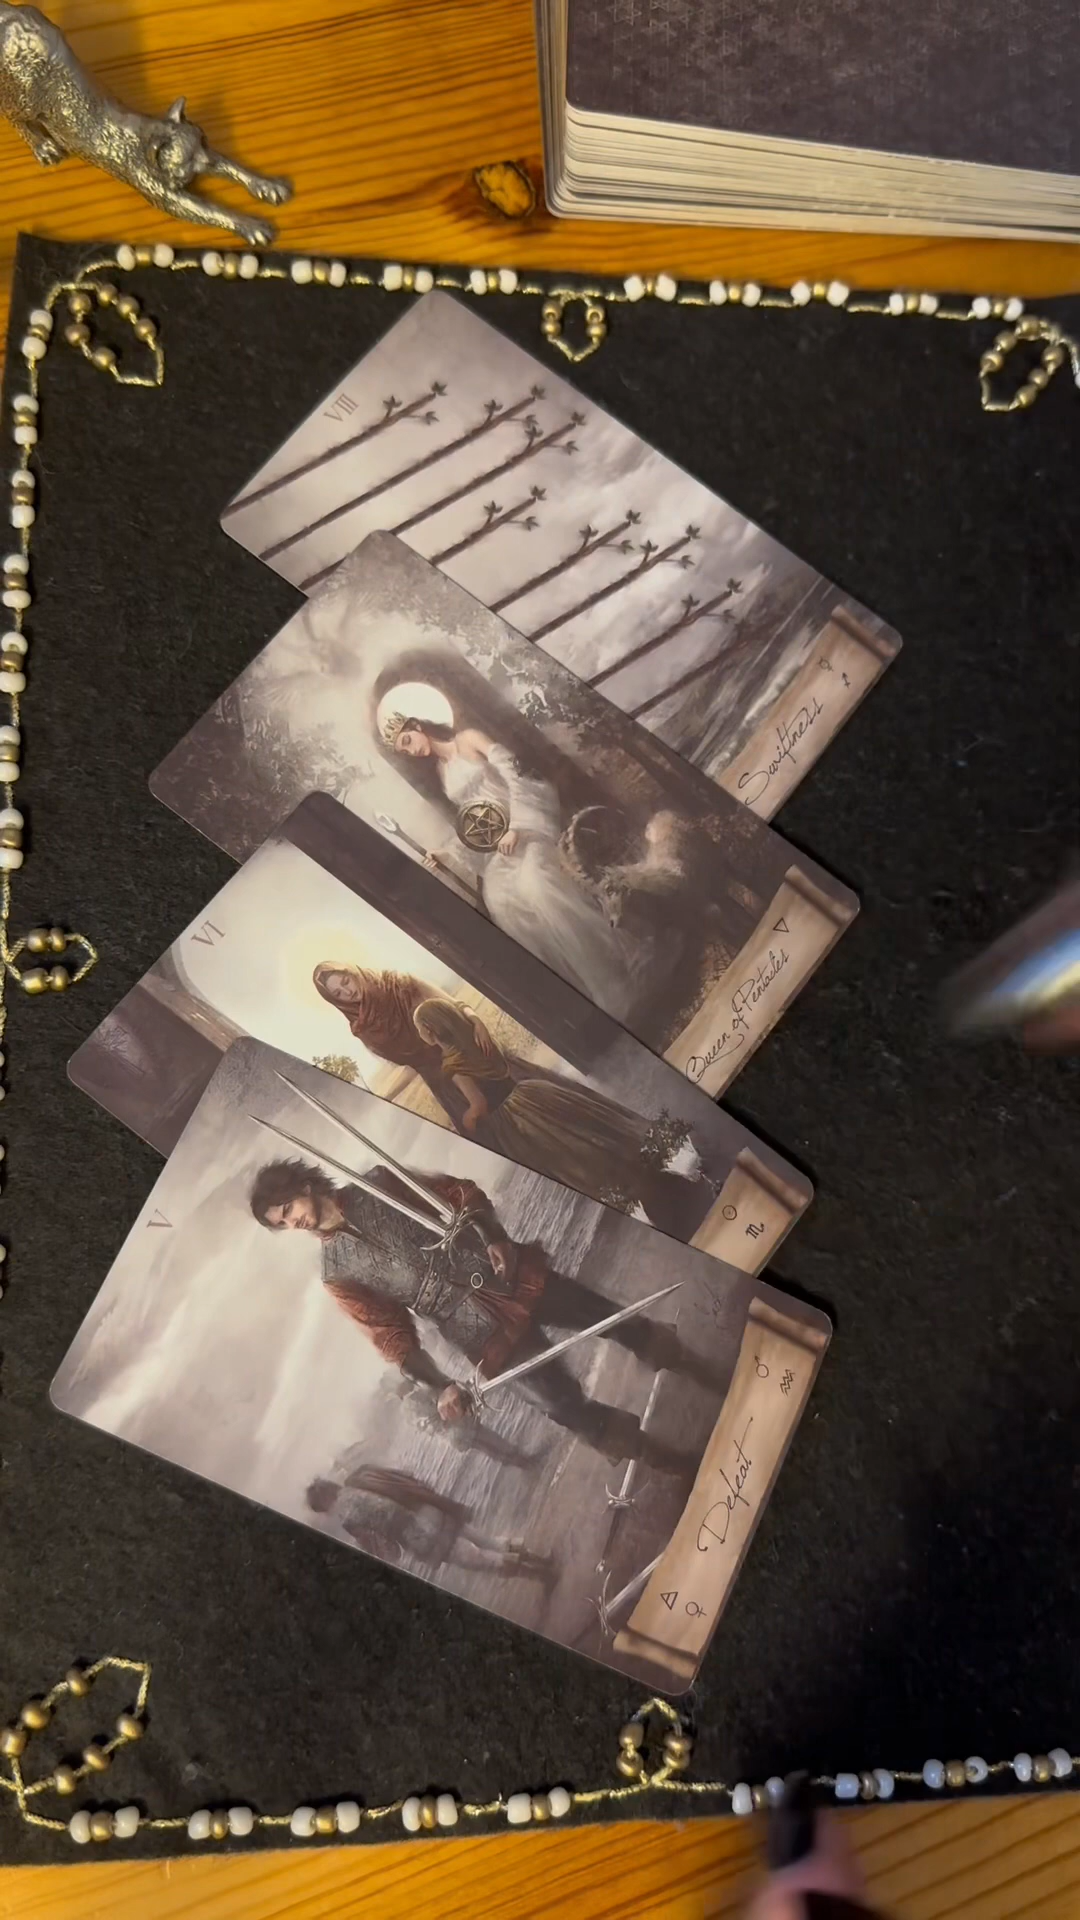 VIII
Swiftness
Queen of Pentacles
VI
V
Defeat